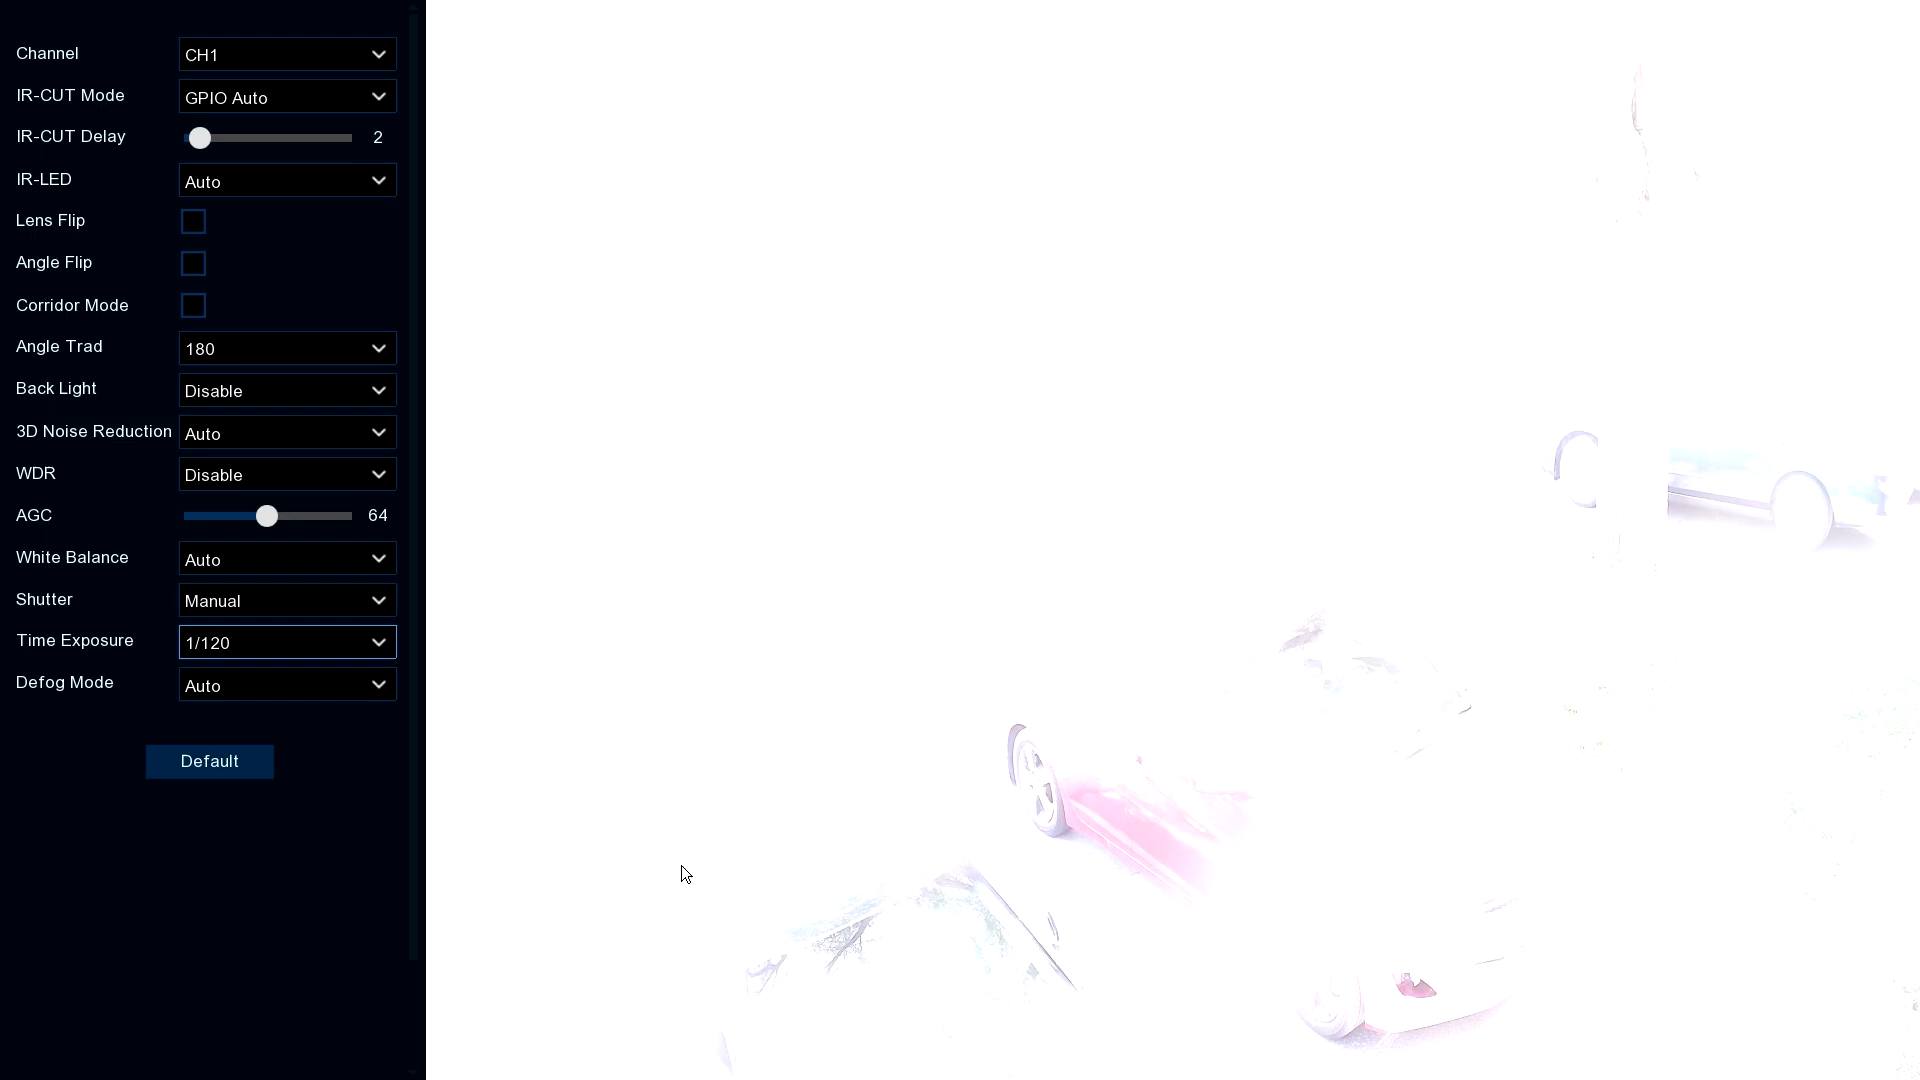 Channel CH1
IR-CUT Mode GPIO Auto
IR-CUT Delay 2
IR-LED Auto
Lens Flip
Angle Flip
Corridor Mode
Angle Trad 180
Back Light Disable
3D Noise Reduction Auto
WDR Disable
AGC 64
White Balance Auto
Shutter Manual
Time Exposure 1/120
Defog Mode Auto
Default